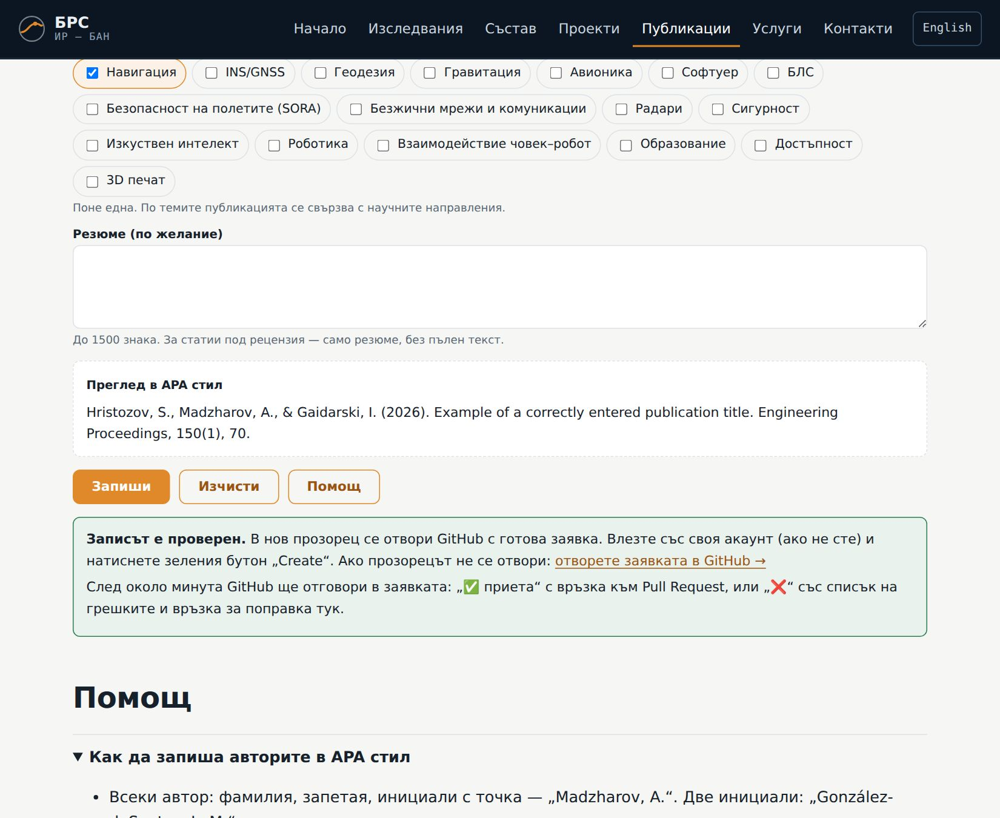 БРС
ИР — БАН
Начало Изследвания Състав Проекти Публикации Услуги Контакти English
Навигация INS/GNSS Геодезия Гравитация Авионика Софтуер БЛС
Безопасност на полетите (SORA) Безжични мрежи и комуникации Радари Сигурност
Изкуствен интелект Роботика Взаимодействие човек–робот Образование Достъпност
3D печат
Поне една. По темите публикацията се свързва с научните направления.
Резюме (по желание)
До 1500 знака. За статии под рецензия — само резюме, без пълен текст.
Преглед в APA стил
Hristozov, S., Madzharov, A., & Gaidarski, I. (2026). Example of a correctly entered publication title. Engineering
Proceedings, 150(1), 70.
Запиши Изчисти Помощ
Записът е проверен. В нов прозорец се отвори GitHub с готова заявка. Влезте със своя акаунт (ако не сте) и
натиснете зеления бутон „Create“. Ако прозорецът не се отвори: отворете заявката в GitHub →
След около минута GitHub ще отговори в заявката: „✅ приета“ с връзка към Pull Request, или „❌“ със списък на
грешките и връзка за поправка тук.
Помощ
Как да запиша авторите в APA стил
Всеки автор: фамилия, запетая, инициали с точка — „Madzharov, A.“. Две инициали: „González-